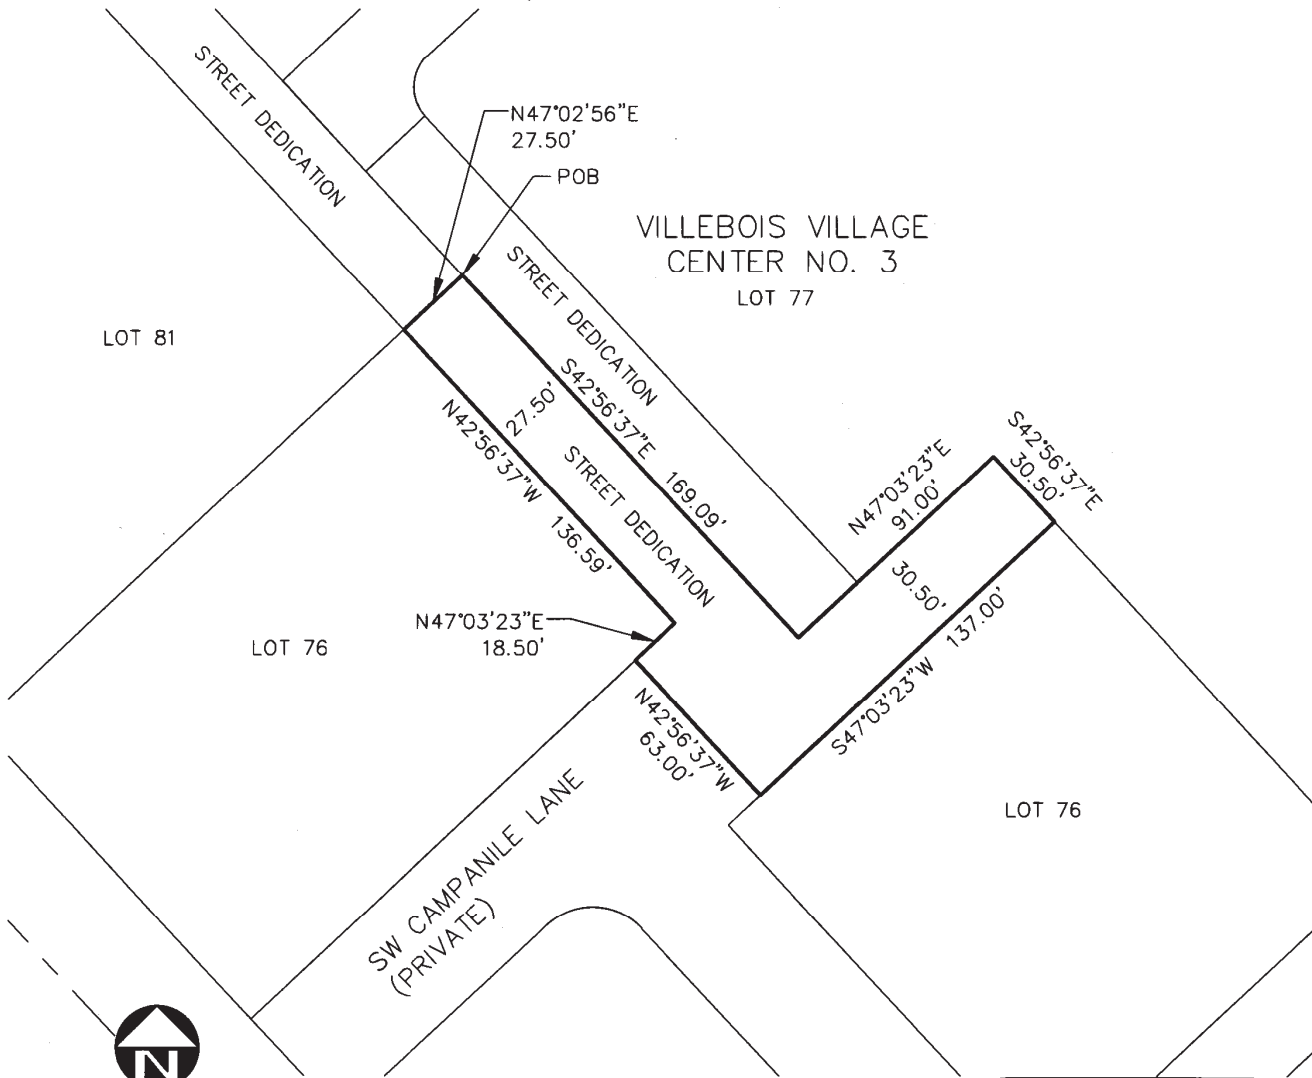 STREET DEDICATION
N47°02'56"E
27.50'
POB
VILLEBOIS VILLAGE
CENTER NO. 3
LOT 77
STREET DEDICATION
LOT 81
S42°56'37"E 169.09'
27.50'
N42°56'37"W 136.59'
STREET DEDICATION
S42°56'37"E
30.50'
N47°03'23"E
91.00'
30.50'
S47°03'23"W 137.00'
N47°03'23"E
18.50'
LOT 76
N42°56'37"W
63.00'
LOT 76
SW CAMPANILE LANE
(PRIVATE)
N